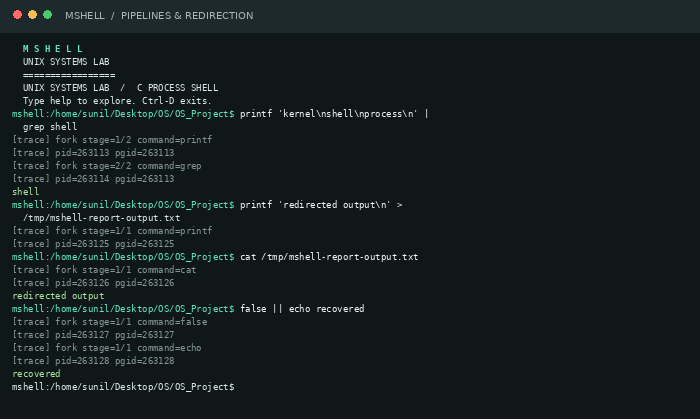 MSHELL / PIPELINES & REDIRECTION
M S H E L L
UNIX SYSTEMS LAB
=================
UNIX SYSTEMS LAB / C PROCESS SHELL
Type help to explore. Ctrl-D exits.
mshell:/home/sunil/Desktop/OS/OS_Project$ printf 'kernel\nshell\nprocess\n' |
grep shell
[trace] fork stage=1/2 command=printf
[trace] pid=263113 pgid=263113
[trace] fork stage=2/2 command=grep
[trace] pid=263114 pgid=263113
shell
mshell:/home/sunil/Desktop/OS/OS_Project$ printf 'redirected output\n' >
/tmp/mshell-report-output.txt
[trace] fork stage=1/1 command=printf
[trace] pid=263125 pgid=263125
mshell:/home/sunil/Desktop/OS/OS_Project$ cat /tmp/mshell-report-output.txt
[trace] fork stage=1/1 command=cat
[trace] pid=263126 pgid=263126
redirected output
mshell:/home/sunil/Desktop/OS/OS_Project$ false || echo recovered
[trace] fork stage=1/1 command=false
[trace] pid=263127 pgid=263127
[trace] fork stage=1/1 command=echo
[trace] pid=263128 pgid=263128
recovered
mshell:/home/sunil/Desktop/OS/OS_Project$